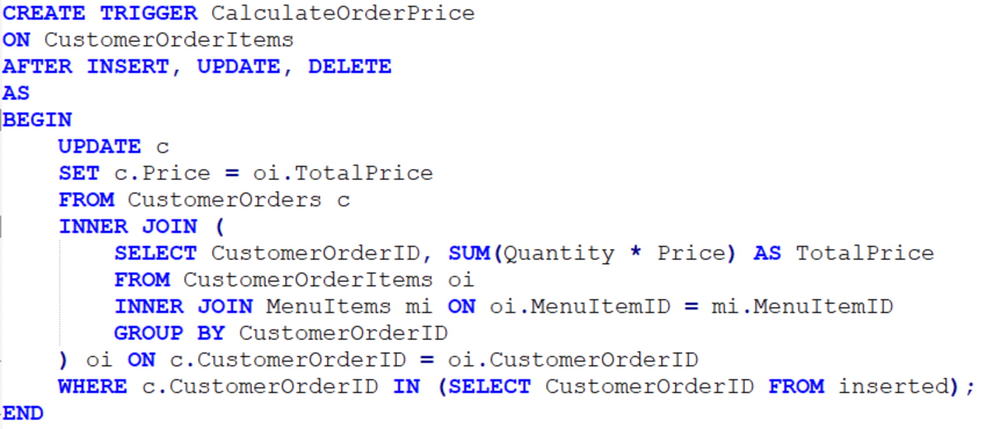 CREATE TRIGGER CalculateOrderPrice
ON CustomerOrderItems
AFTER INSERT, UPDATE, DELETE
AS
BEGIN
    UPDATE c
    SET c.Price = oi.TotalPrice
    FROM CustomerOrders c
    INNER JOIN (
        SELECT CustomerOrderID, SUM(Quantity * Price) AS TotalPrice
        FROM CustomerOrderItems oi
        INNER JOIN MenuItems mi ON oi.MenuItemID = mi.MenuItemID
        GROUP BY CustomerOrderID
    ) oi ON c.CustomerOrderID = oi.CustomerOrderID
    WHERE c.CustomerOrderID IN (SELECT CustomerOrderID FROM inserted);
END